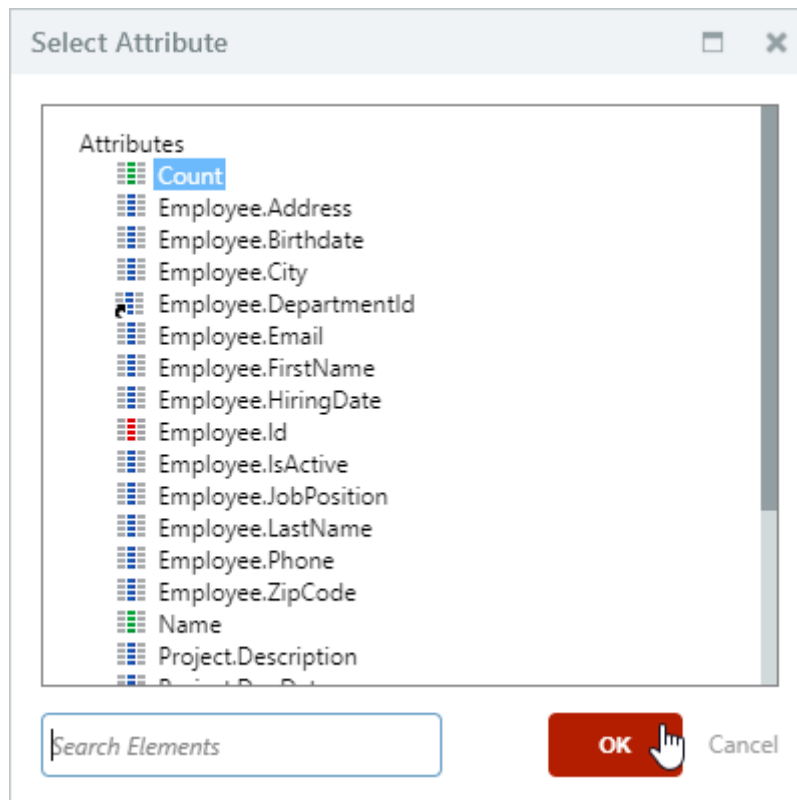 Select Attribute
Attributes
Count
Employee.Address
Employee.Birthdate
Employee.City
Employee.DepartmentId
Employee.Email
Employee.FirstName
Employee.HiringDate
Employee.Id
Employee.IsActive
Employee.JobPosition
Employee.LastName
Employee.Phone
Employee.ZipCode
Name
Project.Description
Search Elements
OK
Cancel